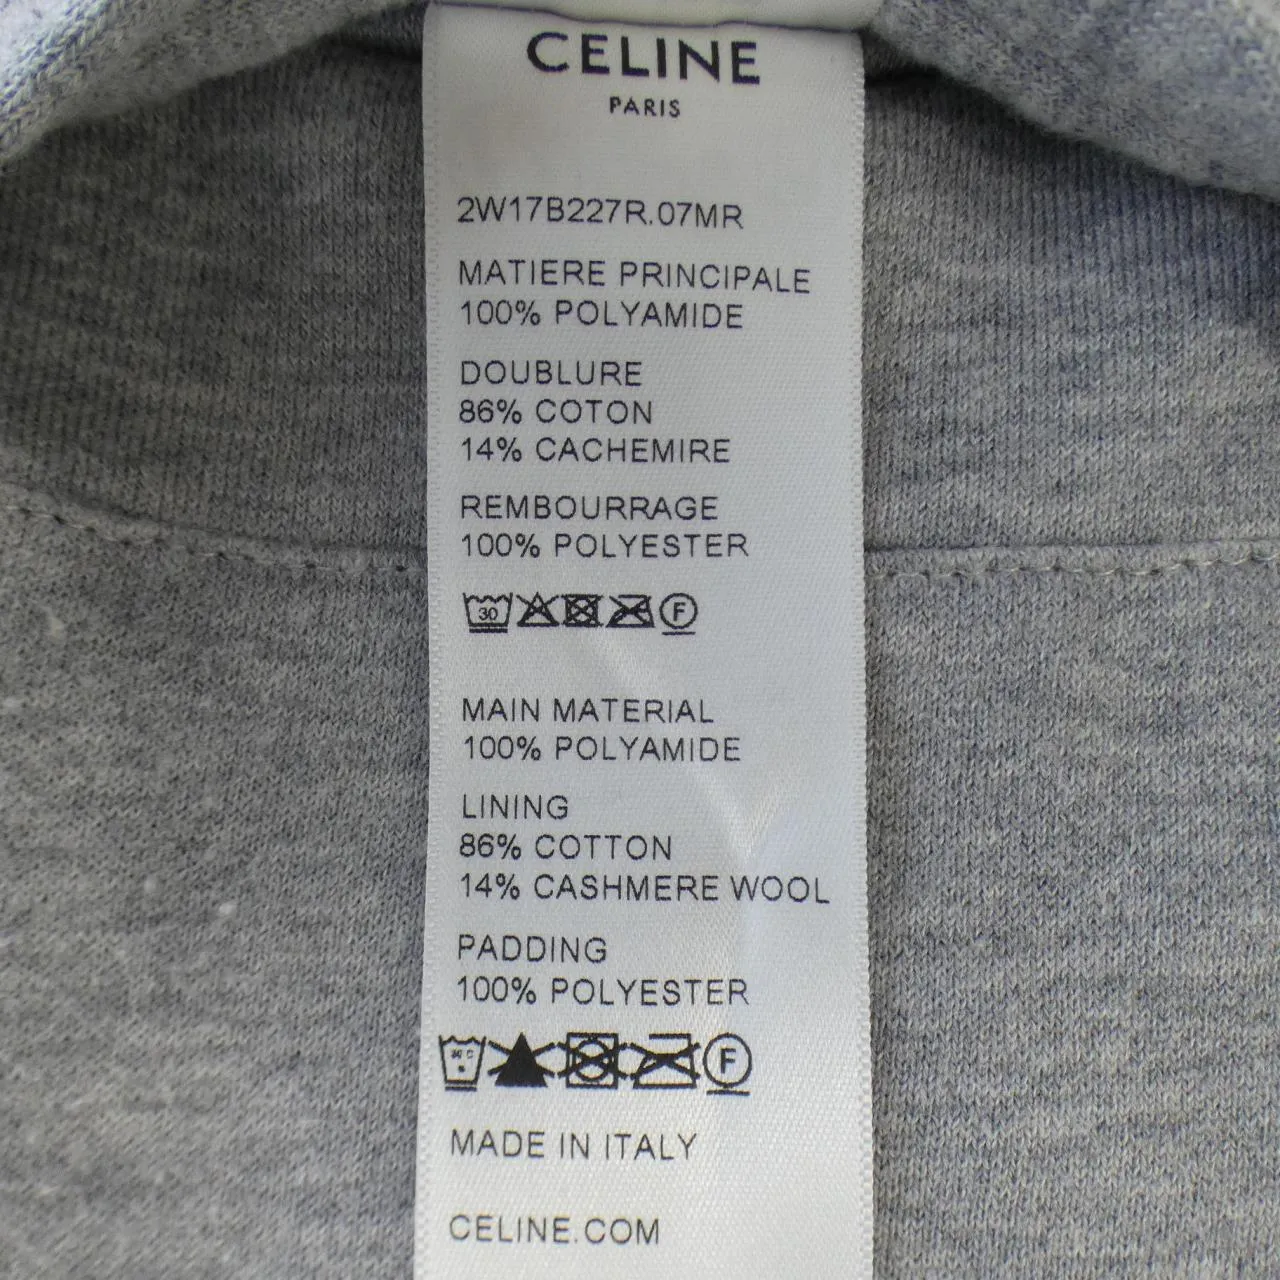 CELINE
PARIS
2W17B227R.07MR
MATIERE PRINCIPALE
100% POLYAMIDE
DOUBLURE
86% COTON
14% CACHEMIRE
REMBOURRAGE
100% POLYESTER
30 F
MAIN MATERIAL
100% POLYAMIDE
LINING
86% COTTON
14% CASHMERE WOOL
PADDING
100% POLYESTER
F
MADE IN ITALY
CELINE.COM